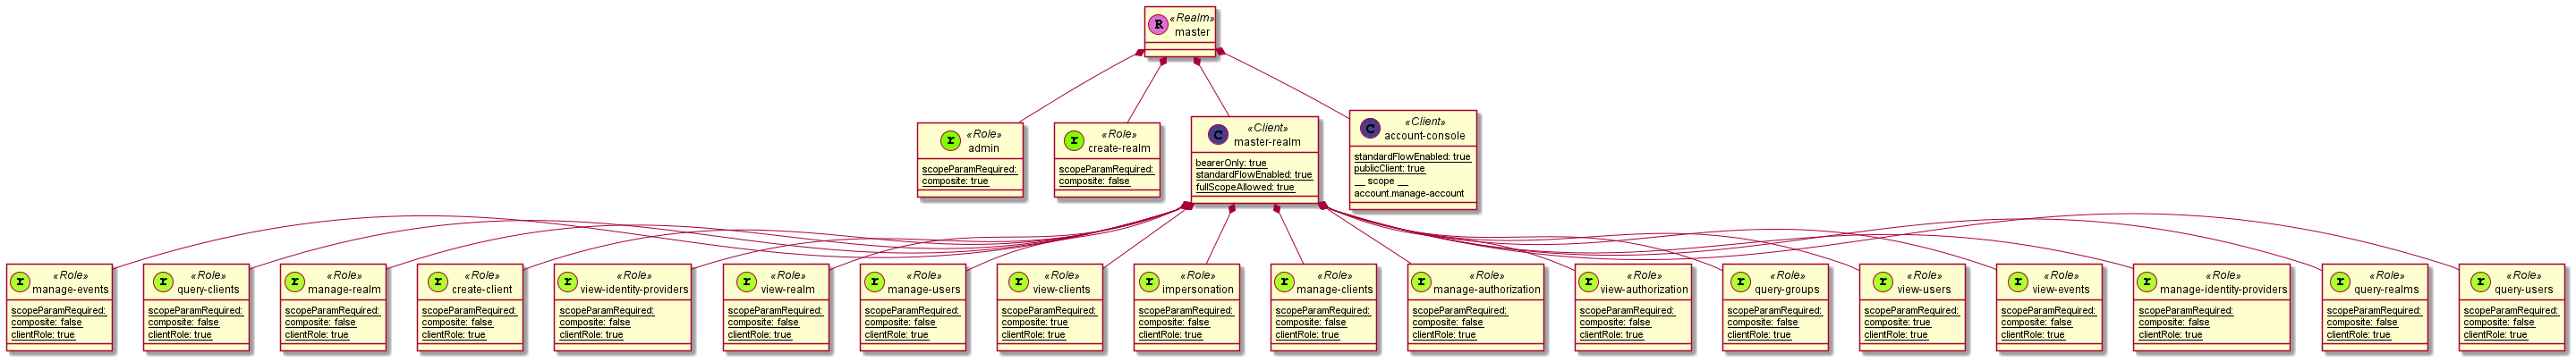 R
«Realm»
master
r
«Role»
admin
scopeParamRequired:
composite: true
r
«Role»
create-realm
scopeParamRequired:
composite: false
C
«Client»
master-realm
bearerOnly: true
standardFlowEnabled: true
fullScopeAllowed: true
C
«Client»
account-console
standardFlowEnabled: true
publicClient: true
__ scope __
account.manage-account
r
«Role»
manage-events
scopeParamRequired:
composite: false
clientRole: true
r
«Role»
query-clients
scopeParamRequired:
composite: false
clientRole: true
r
«Role»
manage-realm
scopeParamRequired:
composite: false
clientRole: true
r
«Role»
create-client
scopeParamRequired:
composite: false
clientRole: true
r
«Role»
view-identity-providers
scopeParamRequired:
composite: false
clientRole: true
r
«Role»
view-realm
scopeParamRequired:
composite: false
clientRole: true
r
«Role»
manage-users
scopeParamRequired:
composite: false
clientRole: true
r
«Role»
view-clients
scopeParamRequired:
composite: true
clientRole: true
r
«Role»
impersonation
scopeParamRequired:
composite: false
clientRole: true
r
«Role»
manage-clients
scopeParamRequired:
composite: false
clientRole: true
r
«Role»
manage-authorization
scopeParamRequired:
composite: false
clientRole: true
r
«Role»
view-authorization
scopeParamRequired:
composite: false
clientRole: true
r
«Role»
query-groups
scopeParamRequired:
composite: false
clientRole: true
r
«Role»
view-users
scopeParamRequired:
composite: true
clientRole: true
r
«Role»
view-events
scopeParamRequired:
composite: false
clientRole: true
r
«Role»
manage-identity-providers
scopeParamRequired:
composite: false
clientRole: true
r
«Role»
query-realms
scopeParamRequired:
composite: false
clientRole: true
r
«Role»
query-users
scopeParamRequired:
composite: false
clientRole: true